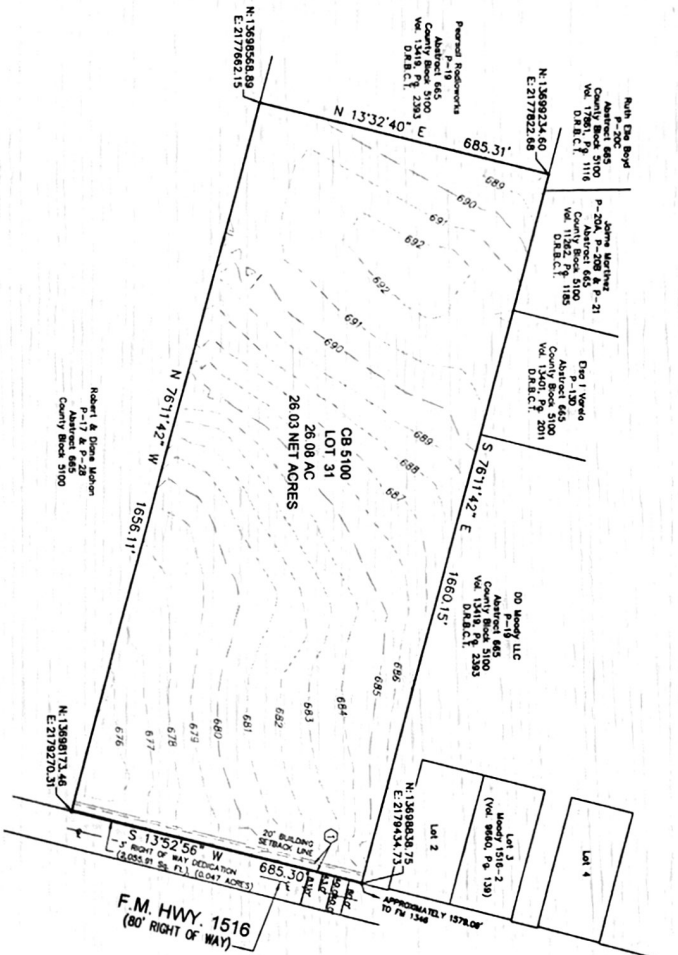 Ruth Elsa Boyd
P-20C
Abstract 665
County Block 5100
Vol. 17861, Pg. 1116
D.R.B.C.T.
Jaime Martinez
P-20A, P-20B & P-21
Abstract 665
County Block 5100
Vol. 11262, Pg. 1185
D.R.B.C.T.
Elsa I Varela
P-130
Abstract 665
County Block 5100
Vol. 13401, Pg. 2011
D.R.B.C.T.
DD Moody LLC
P-19
Abstract 665
County Block 5100
Vol. 13419, Pg. 2393
D.R.B.C.T.
Lot 4
Lot 3
Moody 1516-2
(Vol. 9660, Pg. 139)
Lot 2
Pearsall Radioworks
P-19
Abstract 665
County Block 5100
Vol. 13419, Pg. 2393
D.R.B.C.T.
N: 13699234.60
E: 2177822.68
N: 13698568.89
E: 2177662.15
N 13°32'40" E
685.31'
S 76°11'42" E
1660.15'
N: 13698838.75
E: 2179434.73
689
690
691
692
692
691
690
689
688
687
686
685
684
683
682
681
680
679
678
677
676
CB 5100
LOT 31
26.08 AC
26.03 NET ACRES
N 76°11'42" W
1656.11'
Robert & Diane Mahon
P-17 & P-28
Abstract 665
County Block 5100
N: 13698173.46
E: 2179270.31
20' BUILDING
SETBACK LINE
1
S 13°52'56" W
685.30'
3' RIGHT OF WAY DEDICATION
(2,055.91 Sq. Ft.), (0.047 ACRES)
F.M. HWY. 1516
(80' RIGHT OF WAY)
APPROXIMATELY 1579.09'
TO FM 1346